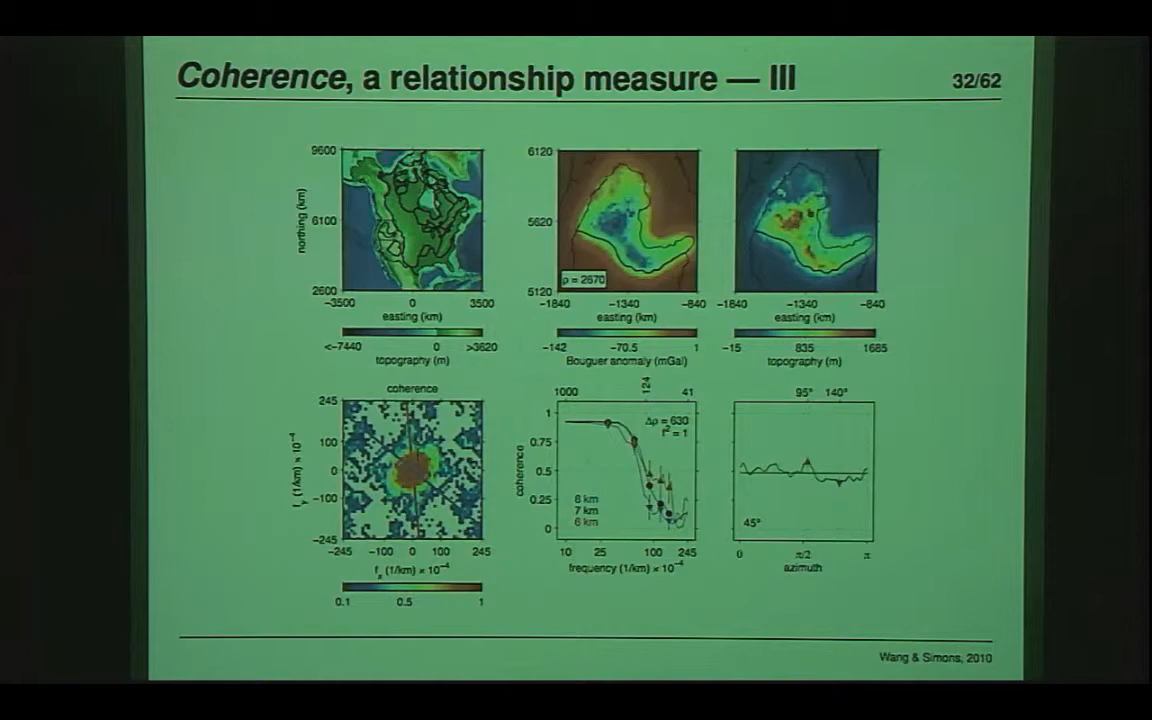 Coherence, a relationship measure — III
32/62
9600
6100
2600
northing (km)
-3500 0 3500
easting (km)
<-7440 0 >3620
topography (m)
6120
5620
5120
ρ = 2670
-1840 -1340 -840
easting (km)
-142 -70.5 1
Bouguer anomaly (mGal)
-1840 -1340 -840
easting (km)
-15 835 1685
topography (m)
coherence
245
100
0
-100
-245
f_y (1/km) × 10^-4
-245 -100 0 100 245
f_x (1/km) × 10^-4
0.1 0.5 1
1000 124 41
1
0.75
0.5
0.25
0
coherence
Δρ = 630
f² = 1
8 km
7 km
6 km
10 25 100 245
frequency (1/km) × 10^-4
95° 140°
45°
0 π/2 π
azimuth
Wang & Simons, 2010